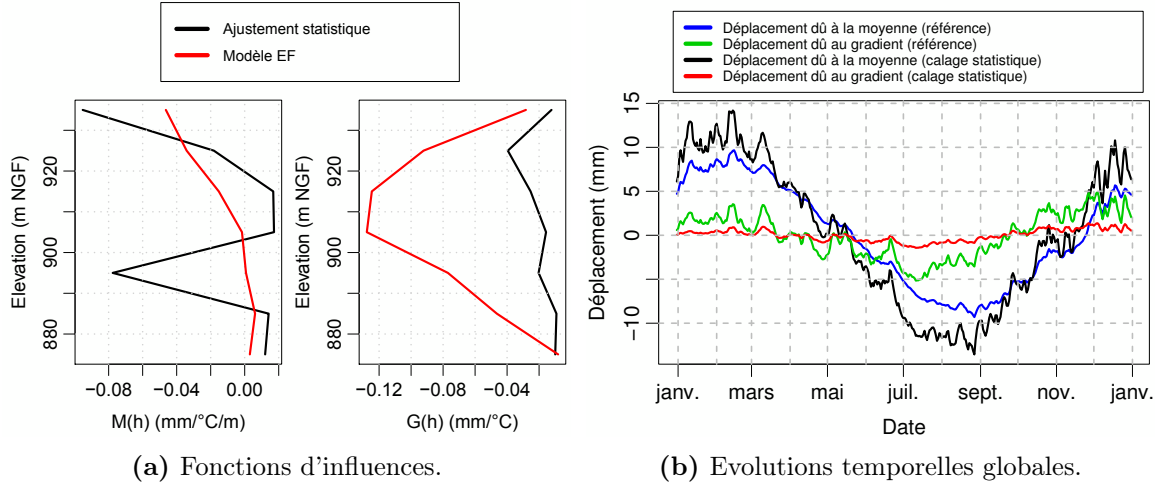 Ajustement statistique
Modèle EF
Elevation (m NGF)
880
900
920
−0.08
−0.04
0.00
M(h) (mm/°C/m)
Elevation (m NGF)
880
900
920
−0.12
−0.08
−0.04
G(h) (mm/°C)
(a) Fonctions d'influences.
Déplacement dû à la moyenne (référence)
Déplacement dû au gradient (référence)
Déplacement dû à la moyenne (calage statistique)
Déplacement dû au gradient (calage statistique)
Déplacement (mm)
15
10
5
0
−10
janv.
mars
mai
juil.
sept.
nov.
janv.
Date
(b) Evolutions temporelles globales.